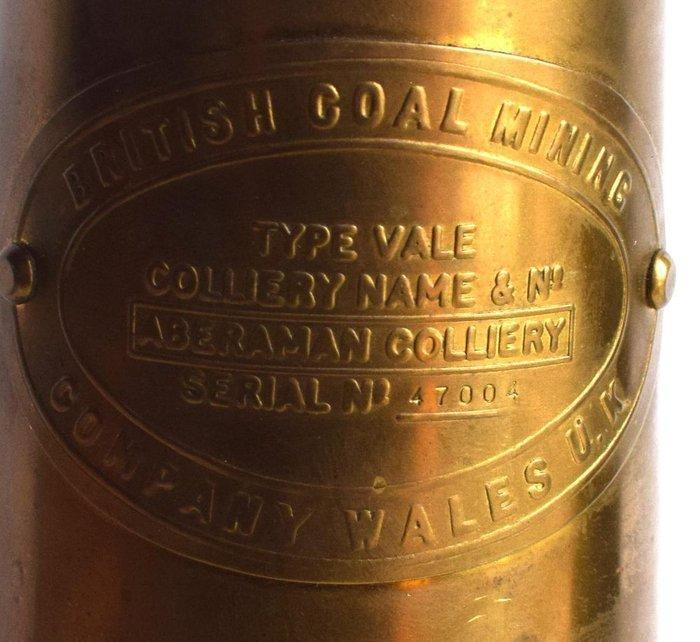 BRITISH COAL MINING
TYPE VALE
COLLIERY NAME & Nº
ABERAMAN COLLIERY
SERIAL Nº 47004
COMPANY WALES U.K